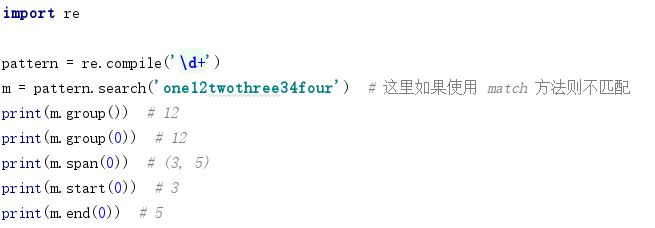 import re
pattern = re.compile('\d+')
m = pattern.search('one12twothree34four')  # 这里如果使用 match 方法则不匹配
print(m.group())  # 12
print(m.group(0))  # 12
print(m.span(0))  # (3, 5)
print(m.start(0))  # 3
print(m.end(0))  # 5